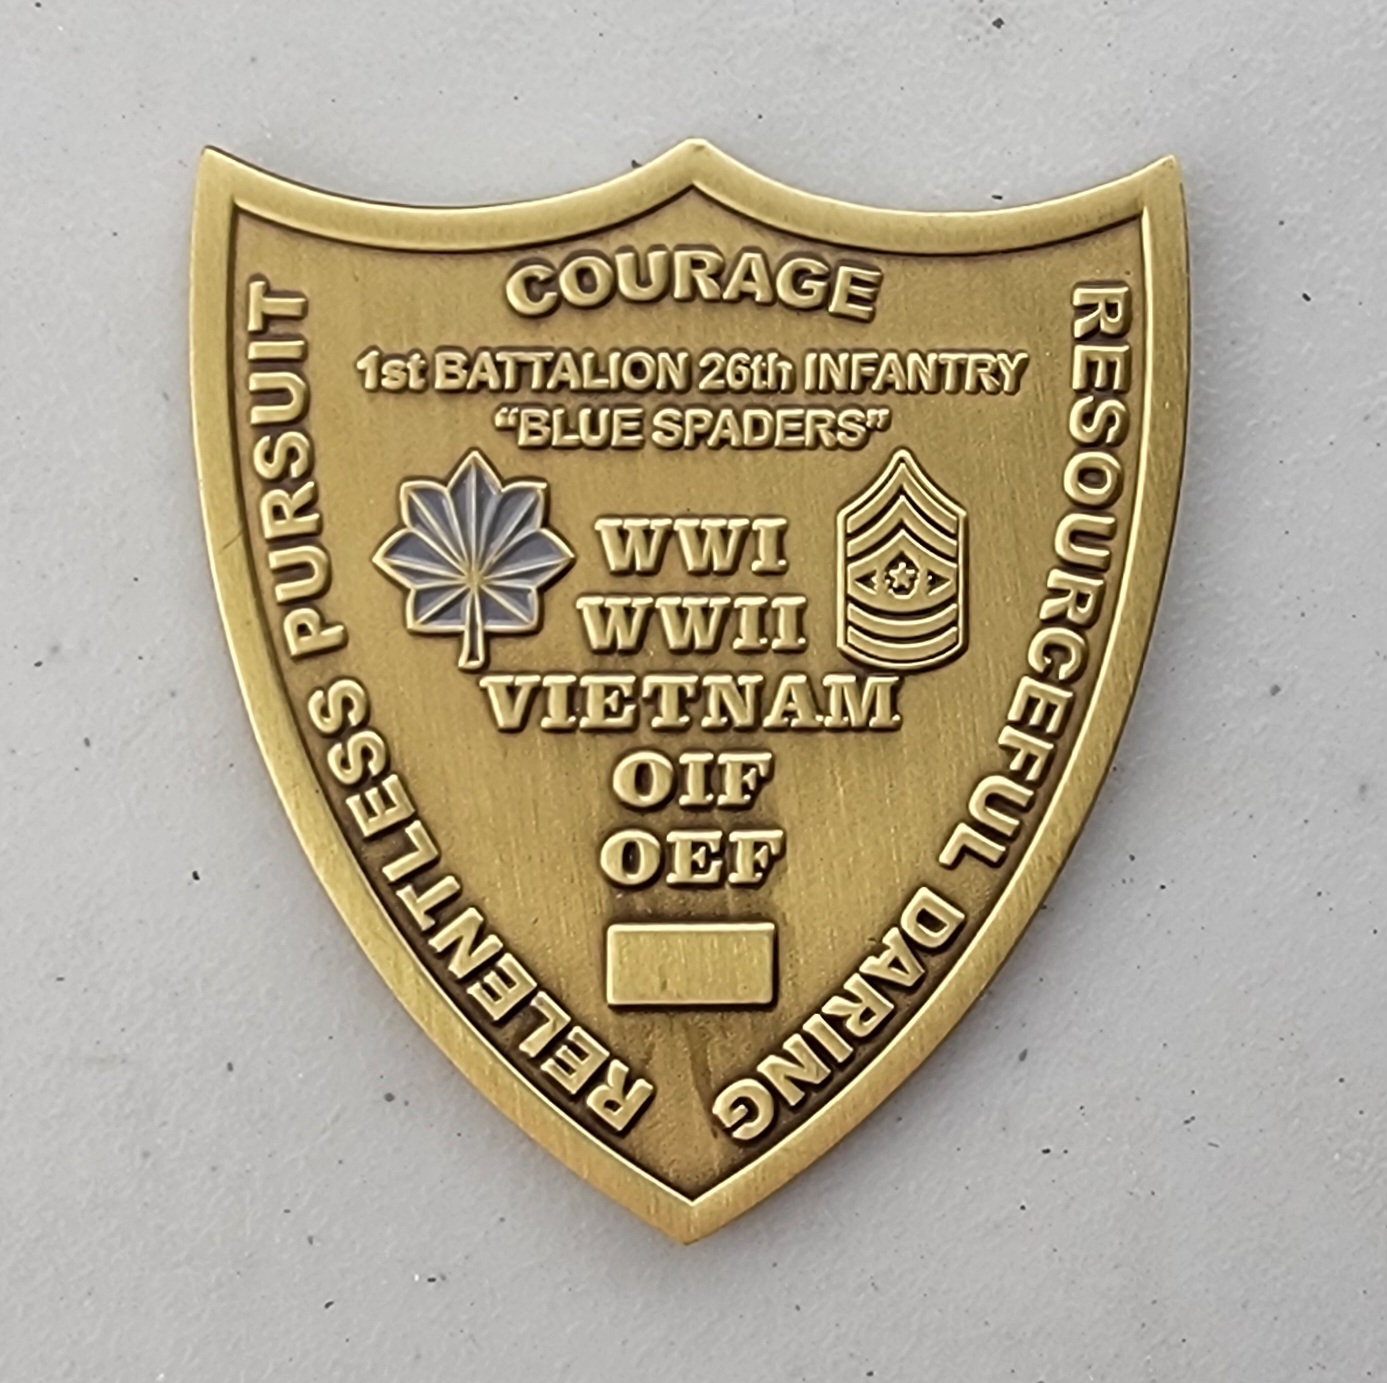 COURAGE
1st BATTALION 26th INFANTRY
“BLUE SPADERS”
WWI
WWII
VIETNAM
OIF
OEF
RELENTLESS PURSUIT
RESOURCEFUL DARING